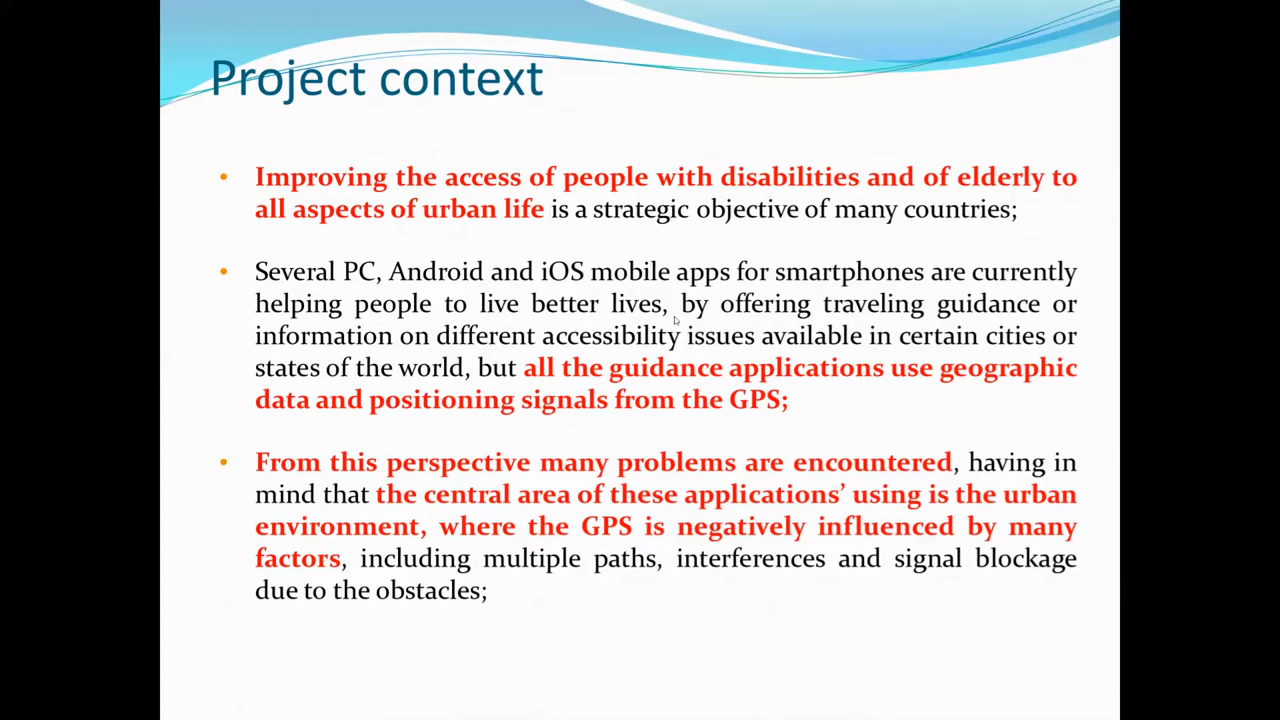 Project context
• Improving the access of people with disabilities and of elderly to
all aspects of urban life is a strategic objective of many countries;
• Several PC, Android and iOS mobile apps for smartphones are currently
helping people to live better lives, by offering traveling guidance or
information on different accessibility issues available in certain cities or
states of the world, but all the guidance applications use geographic
data and positioning signals from the GPS;
• From this perspective many problems are encountered, having in
mind that the central area of these applications’ using is the urban
environment, where the GPS is negatively influenced by many
factors, including multiple paths, interferences and signal blockage
due to the obstacles;